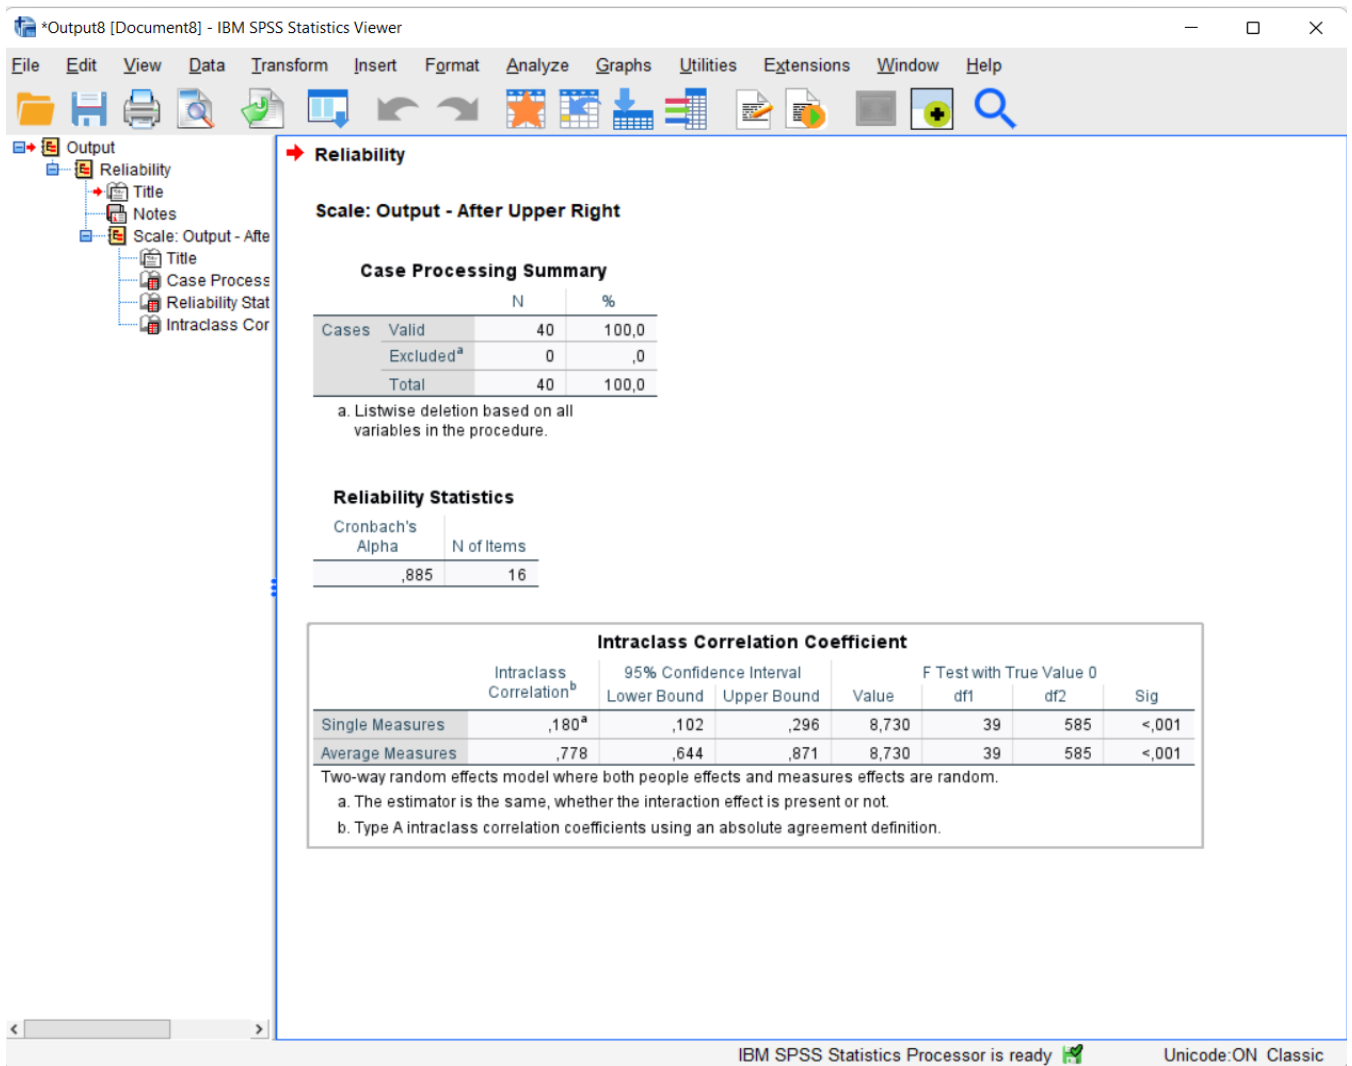 *Output8 [Document8] - IBM SPSS Statistics Viewer
File Edit View Data Transform Insert Format Analyze Graphs Utilities Extensions Window Help
Output
Reliability
Title
Notes
Scale: Output - Afte
Title
Case Process
Reliability Stat
Intraclass Cor
Reliability
Scale: Output - After Upper Right
Case Processing Summary
N %
Cases Valid 40 100,0
Excludedᵃ 0 ,0
Total 40 100,0
a. Listwise deletion based on all
variables in the procedure.
Reliability Statistics
Cronbach's
Alpha N of Items
,885 16
Intraclass Correlation Coefficient
Intraclass 95% Confidence Interval F Test with True Value 0
Correlationᵇ Lower Bound Upper Bound Value df1 df2 Sig
Single Measures ,180ᵃ ,102 ,296 8,730 39 585 <,001
Average Measures ,778 ,644 ,871 8,730 39 585 <,001
Two-way random effects model where both people effects and measures effects are random.
a. The estimator is the same, whether the interaction effect is present or not.
b. Type A intraclass correlation coefficients using an absolute agreement definition.
IBM SPSS Statistics Processor is ready Unicode:ON Classic